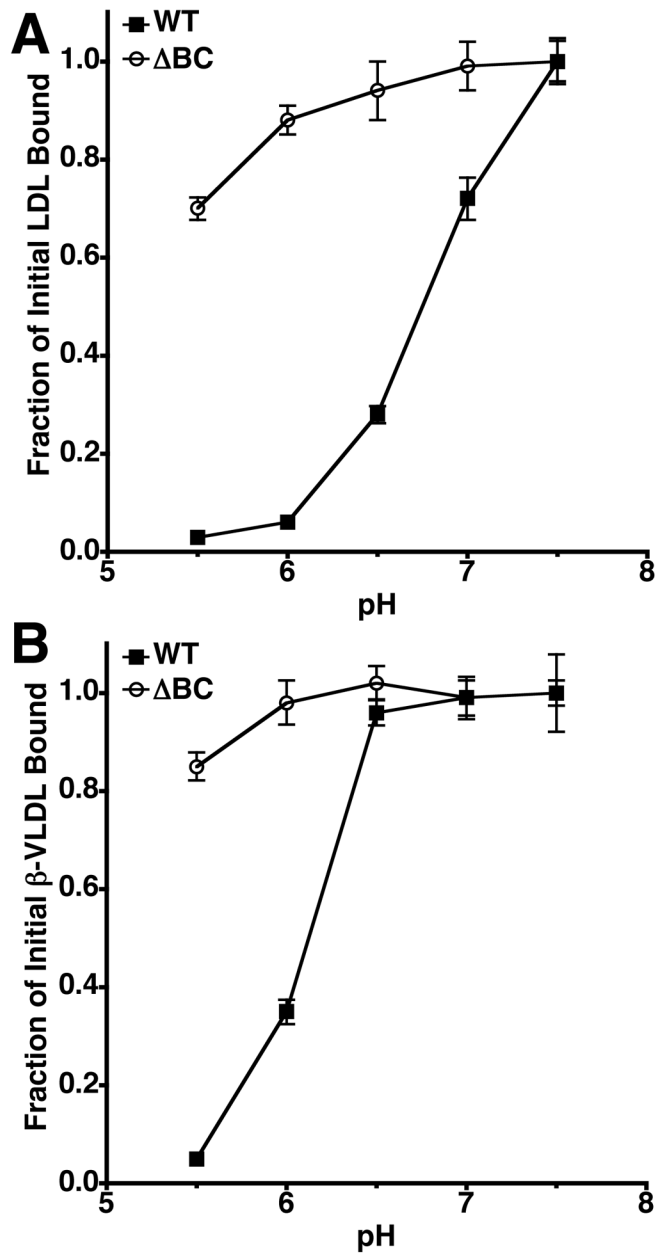 A
WT
ΔBC
Fraction of Initial LDL Bound
1.0
0.8
0.6
0.4
0.2
0.0
5
6
7
8
pH
B
WT
ΔBC
Fraction of Initial β-VLDL Bound
1.0
0.8
0.6
0.4
0.2
0.0
5
6
7
8
pH